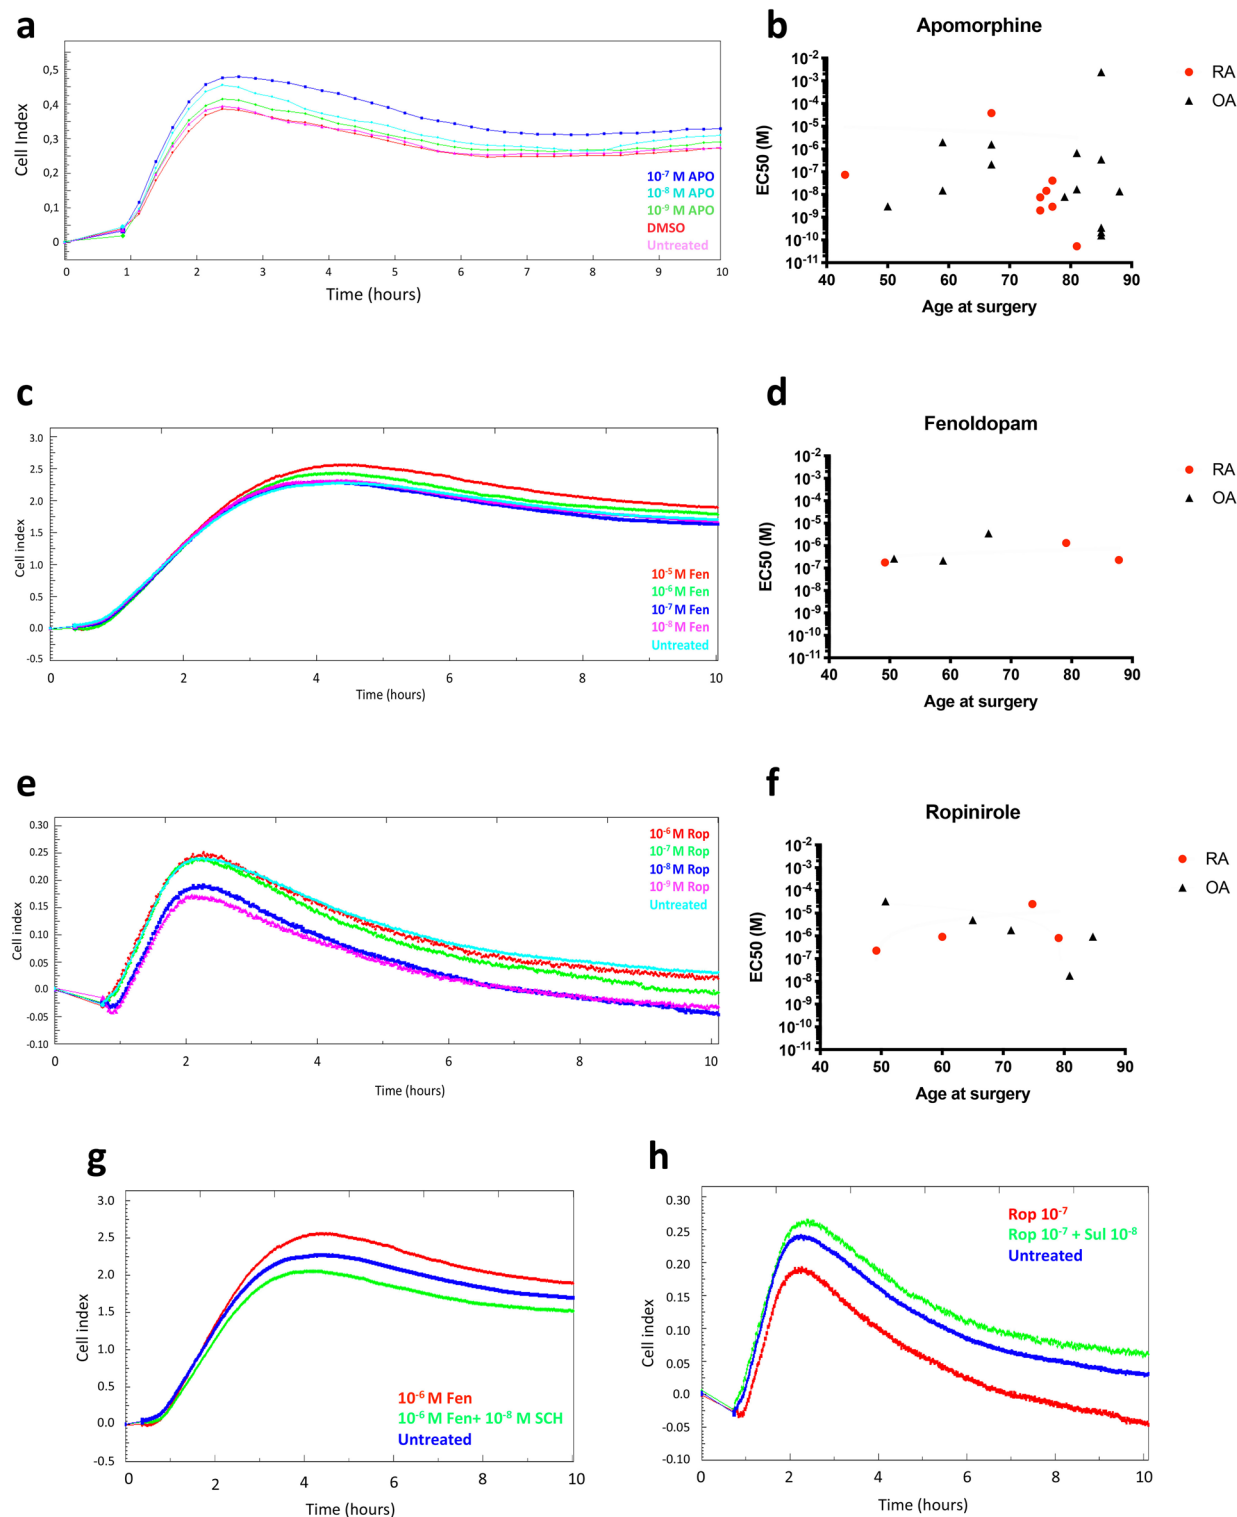 a
Cell Index
0,5
0,4
0,3
0,2
0,1
0
10-7 M APO
10-8 M APO
10-9 M APO
DMSO
Untreated
0 1 2 3 4 5 6 7 8 9 10
Time (hours)
b
Apomorphine
EC50 (M)
10-2
10-3
10-4
10-5
10-6
10-7
10-8
10-9
10-10
10-11
40 50 60 70 80 90
Age at surgery
RA
OA
c
Cell index
3.0
2.5
2.0
1.5
1.0
0.5
0.0
-0.5
10-5 M Fen
10-6 M Fen
10-7 M Fen
10-8 M Fen
Untreated
0 2 4 6 8 10
Time (hours)
d
Fenoldopam
EC50 (M)
10-2
10-3
10-4
10-5
10-6
10-7
10-8
10-9
10-10
10-11
40 50 60 70 80 90
Age at surgery
RA
OA
e
Cell index
0.30
0.25
0.20
0.15
0.10
0.05
0.0
-0.05
-0.10
10-6 M Rop
10-7 M Rop
10-8 M Rop
10-9 M Rop
Untreated
0 2 4 6 8 10
Time (hours)
f
Ropinirole
EC50 (M)
10-2
10-3
10-4
10-5
10-6
10-7
10-8
10-9
10-10
10-11
40 50 60 70 80 90
Age at surgery
RA
OA
g
Cell index
3.0
2.5
2.0
1.5
1.0
0.5
0.0
-0.5
10-6 M Fen
10-6 M Fen+ 10-8 M SCH
Untreated
0 2 4 6 8 10
Time (hours)
h
Cell index
0.30
0.25
0.20
0.15
0.10
0.05
0.0
-0.05
-0.10
Rop 10-7
Rop 10-7 + Sul 10-8
Untreated
0 2 4 6 8 10
Time (hours)